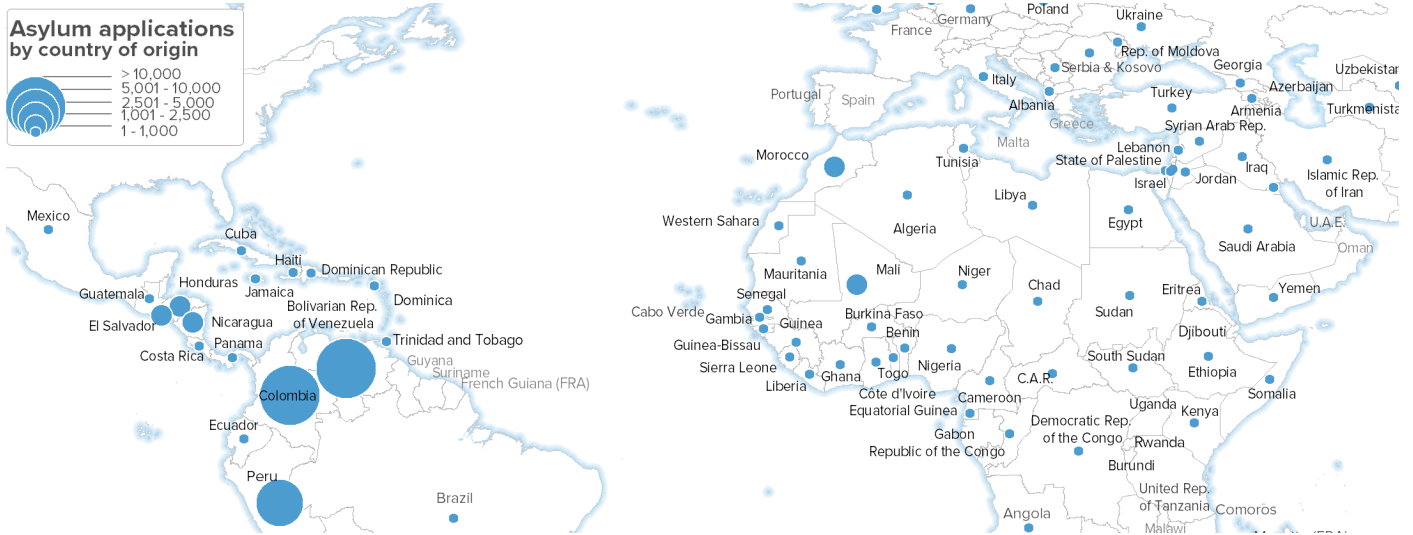 Asylum applications
by country of origin
> 10,000
5,001 - 10,000
2,501 - 5,000
1,001 - 2,500
1 - 1,000
Mexico
Cuba
Haiti
Dominican Republic
Jamaica
Dominica
Guatemala
Honduras
El Salvador
Nicaragua
Costa Rica
Panama
Bolivarian Rep.
of Venezuela
Trinidad and Tobago
Guyana
Suriname
French Guiana (FRA)
Colombia
Ecuador
Peru
Brazil
Germany
Poland
Ukraine
France
Rep. of Moldova
Serbia & Kosovo
Italy
Albania
Portugal
Spain
Greece
Malta
Georgia
Uzbekistan
Azerbaijan
Turkey
Armenia
Turkmenista
Syrian Arab Rep.
Lebanon
State of Palestine
Israel
Jordan
Iraq
Islamic Rep.
of Iran
Morocco
Tunisia
Libya
Algeria
Egypt
Saudi Arabia
U.A.E.
Oman
Western Sahara
Mauritania
Mali
Niger
Chad
Sudan
Eritrea
Yemen
Senegal
Cabo Verde
Gambia
Guinea
Guinea-Bissau
Sierra Leone
Liberia
Burkina Faso
Benin
Ghana
Togo
Nigeria
Côte d'Ivoire
Cameroon
C.A.R.
South Sudan
Djibouti
Ethiopia
Somalia
Equatorial Guinea
Gabon
Republic of the Congo
Democratic Rep.
of the Congo
Uganda
Kenya
Rwanda
Burundi
United Rep.
of Tanzania
Comoros
Angola
Malawi